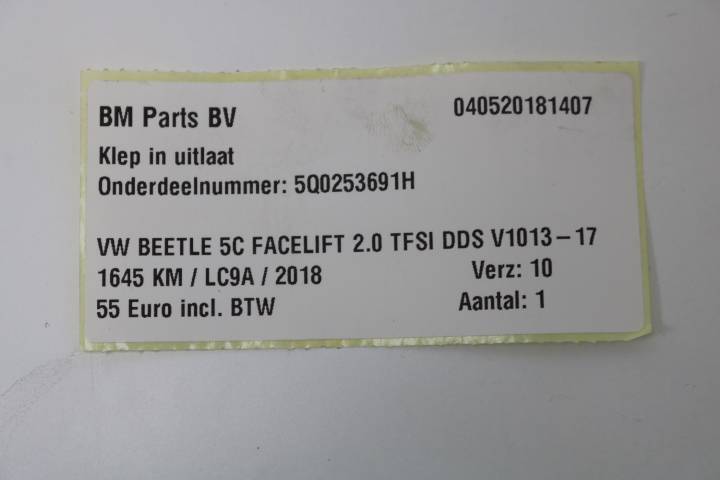 BM Parts BV 040520181407
Klep in uitlaat
Onderdeelnummer: 5Q0253691H
VW BEETLE 5C FACELIFT 2.0 TFSI DDS V1013-17
1645 KM / LC9A / 2018 Verz: 10
55 Euro incl. BTW Aantal: 1